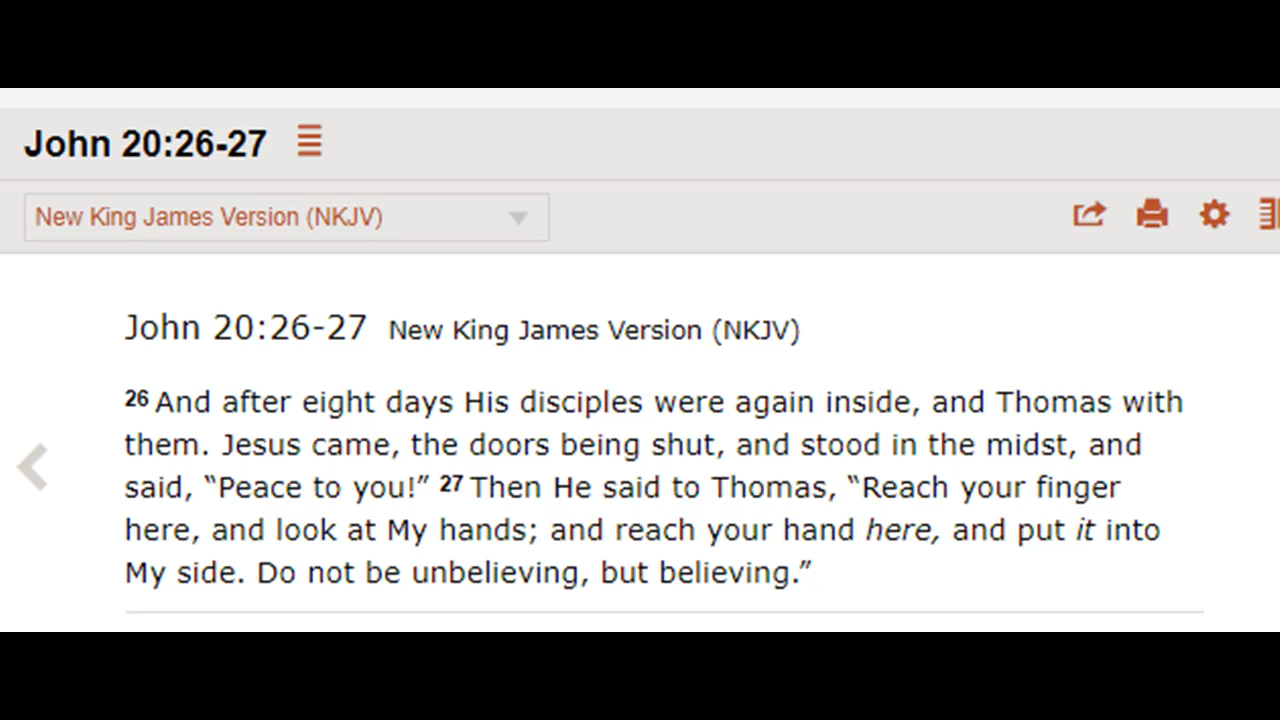 John 20:26-27
New King James Version (NKJV)
John 20:26-27 New King James Version (NKJV)
26 And after eight days His disciples were again inside, and Thomas with
them. Jesus came, the doors being shut, and stood in the midst, and
said, “Peace to you!” 27 Then He said to Thomas, “Reach your finger
here, and look at My hands; and reach your hand here, and put it into
My side. Do not be unbelieving, but believing.”